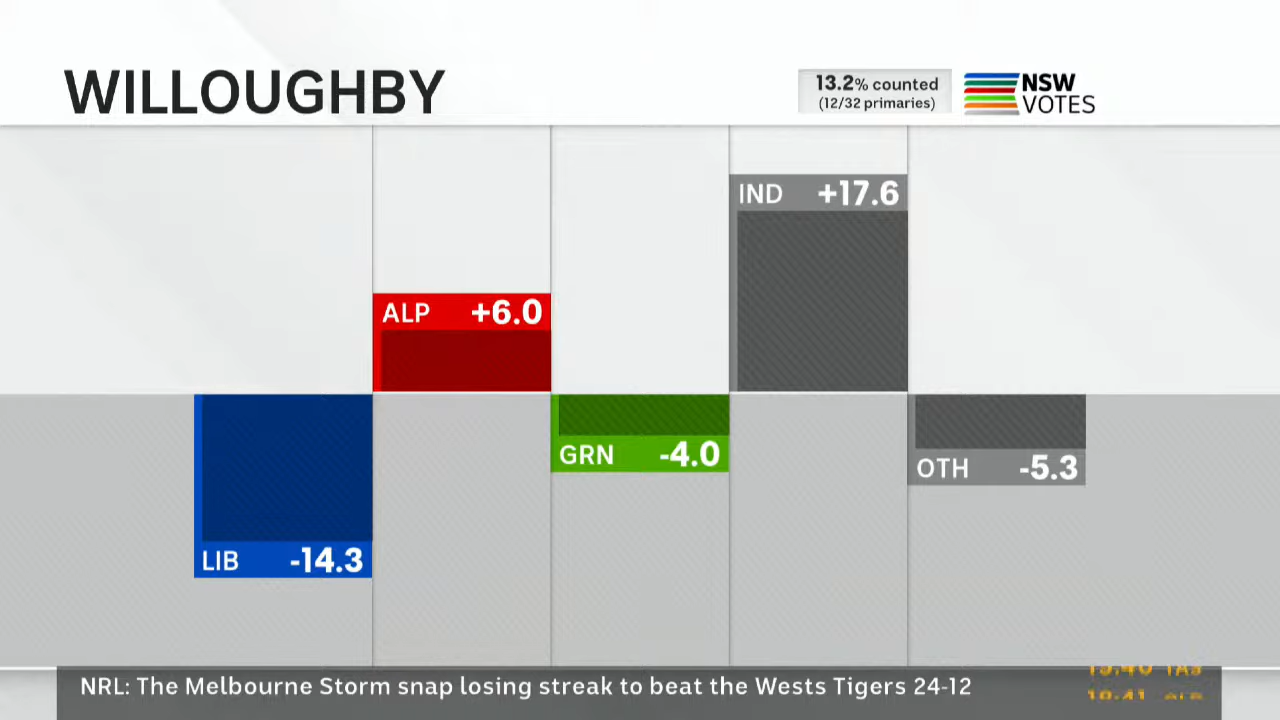 WILLOUGHBY
13.2% counted
(12/32 primaries)
NSW
VOTES
IND +17.6
ALP +6.0
GRN -4.0
OTH -5.3
LIB -14.3
NRL: The Melbourne Storm snap losing streak to beat the Wests Tigers 24-12